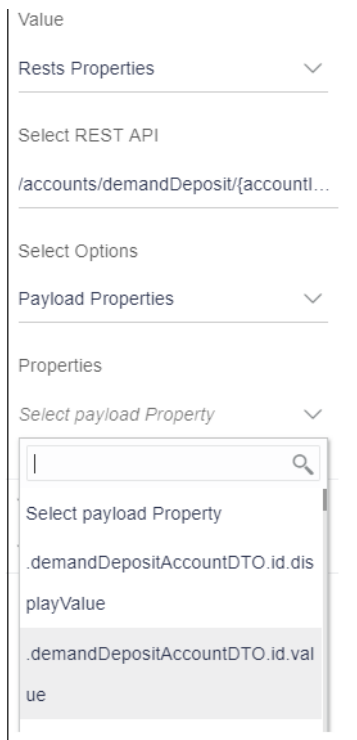 Value
Rests Properties
Select REST API
/accounts/demandDeposit/{accountI...
Select Options
Payload Properties
Properties
Select payload Property
Select payload Property
.demandDepositAccountDTO.id.dis
playValue
.demandDepositAccountDTO.id.val
ue